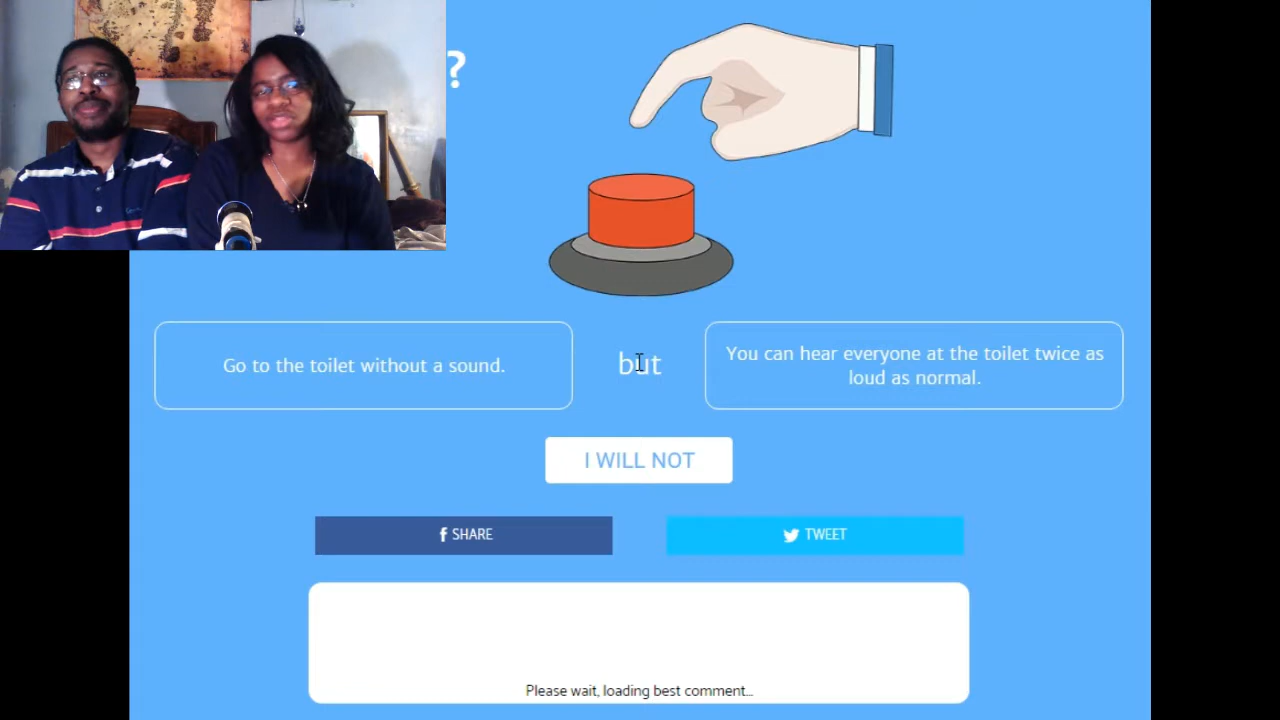 ?
Go to the toilet without a sound.
but
You can hear everyone at the toilet twice as
loud as normal.
I WILL NOT
f SHARE
TWEET
Please wait, loading best comment...